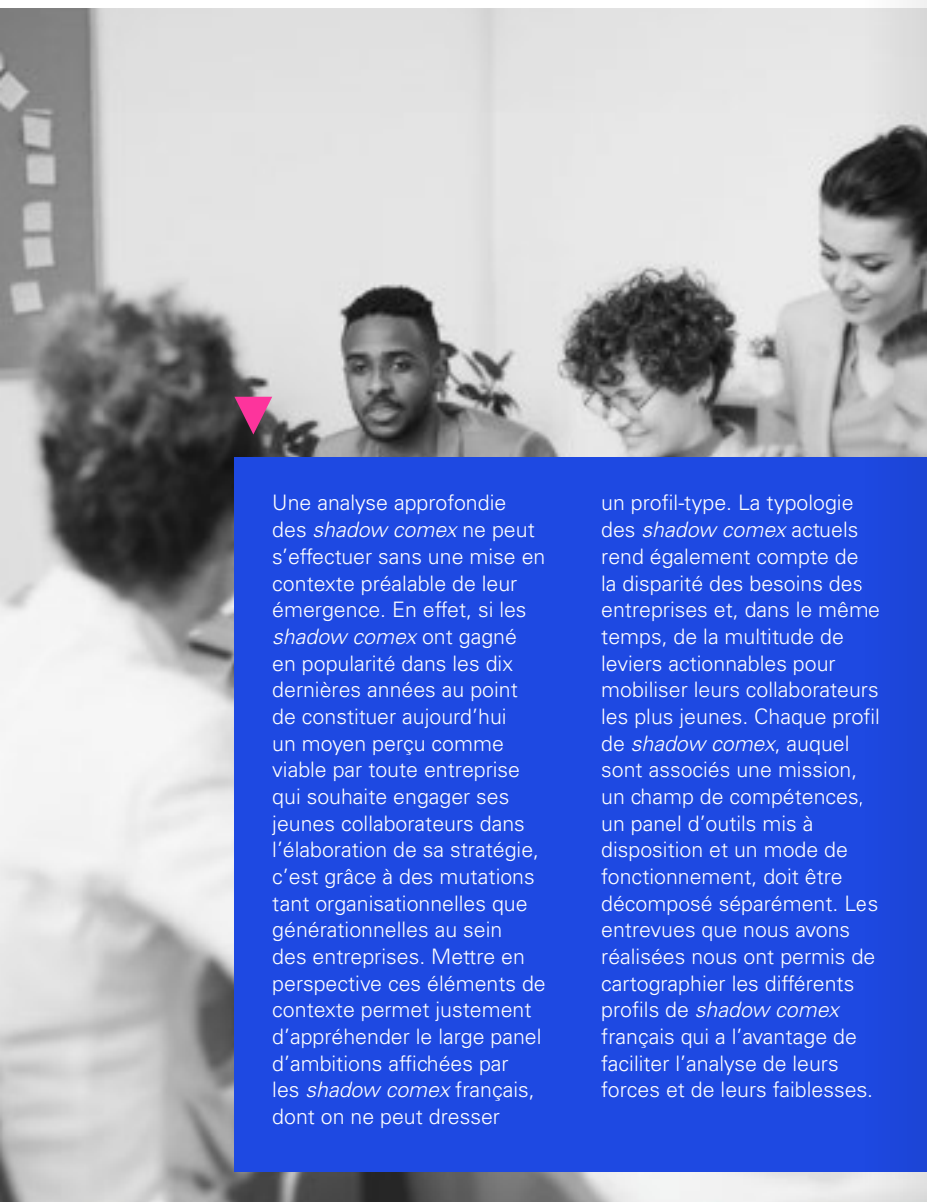 Une analyse approfondie
des shadow comex ne peut
s’effectuer sans une mise en
contexte préalable de leur
émergence. En effet, si les
shadow comex ont gagné
en popularité dans les dix
dernières années au point
de constituer aujourd’hui
un moyen perçu comme
viable par toute entreprise
qui souhaite engager ses
jeunes collaborateurs dans
l’élaboration de sa stratégie,
c’est grâce à des mutations
tant organisationnelles que
générationnelles au sein
des entreprises. Mettre en
perspective ces éléments de
contexte permet justement
d’appréhender le large panel
d’ambitions affichées par
les shadow comex français,
dont on ne peut dresser
un profil-type. La typologie
des shadow comex actuels
rend également compte de
la disparité des besoins des
entreprises et, dans le même
temps, de la multitude de
leviers actionnables pour
mobiliser leurs collaborateurs
les plus jeunes. Chaque profil
de shadow comex, auquel
sont associés une mission,
un champ de compétences,
un panel d’outils mis à
disposition et un mode de
fonctionnement, doit être
décomposé séparément. Les
entrevues que nous avons
réalisées nous ont permis de
cartographier les différents
profils de shadow comex
français qui a l’avantage de
faciliter l’analyse de leurs
forces et de leurs faiblesses.